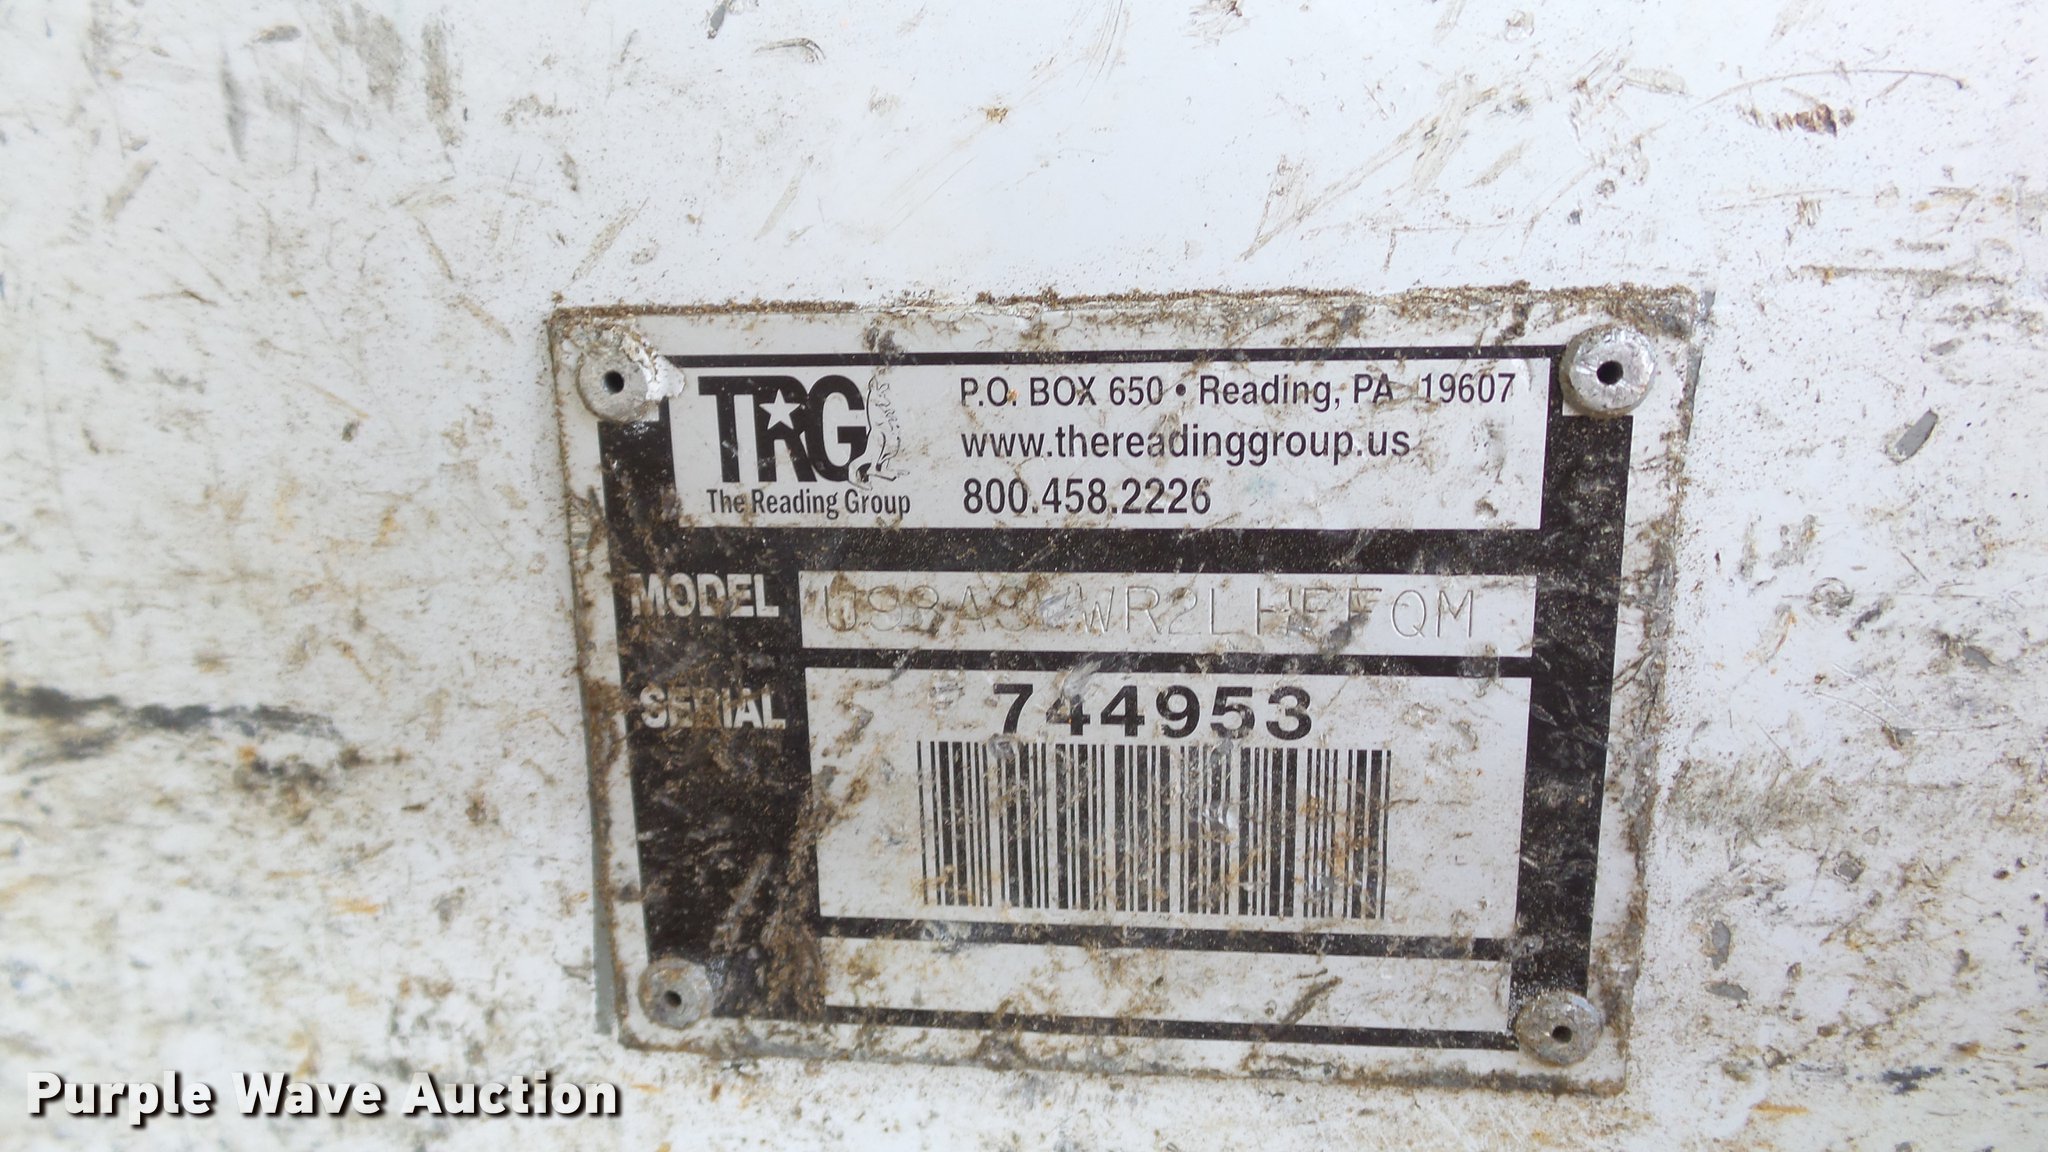 TRG
The Reading Group
P.O. BOX 650 • Reading, PA 19607
www.thereadinggroup.us
800.458.2226
MODEL
SERIAL 744953
Purple Wave Auction